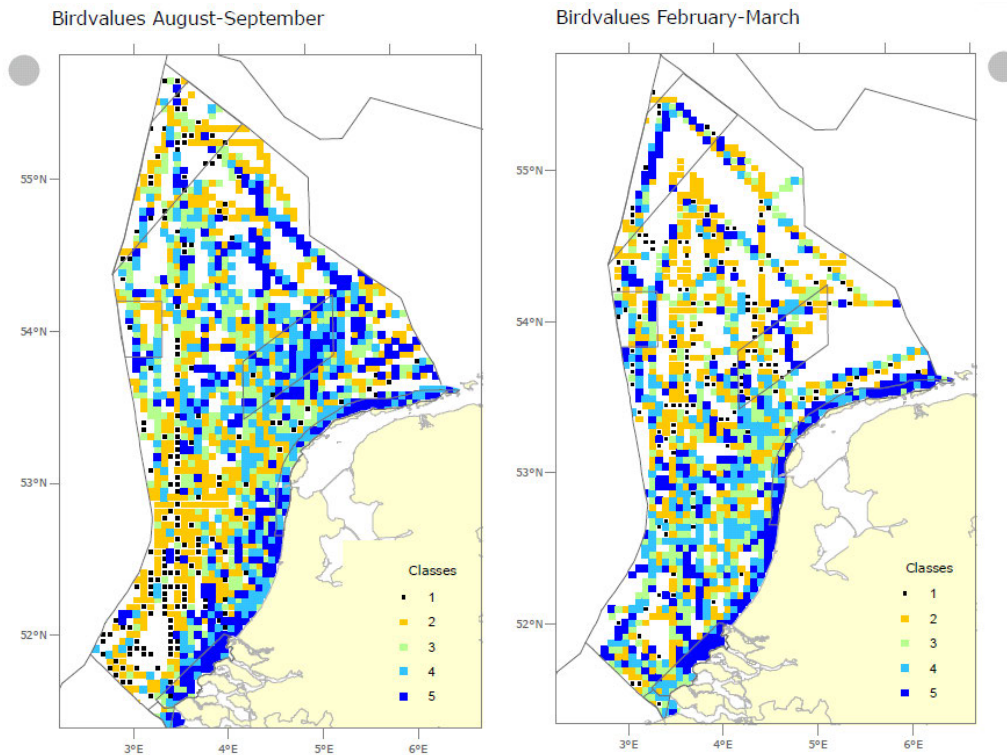 Birdvalues August-September
55°N
54°N
53°N
52°N
3°E
4°E
5°E
6°E
Classes
1
2
3
4
5
Birdvalues February-March
55°N
54°N
53°N
52°N
3°E
4°E
5°E
6°E
Classes
1
2
3
4
5